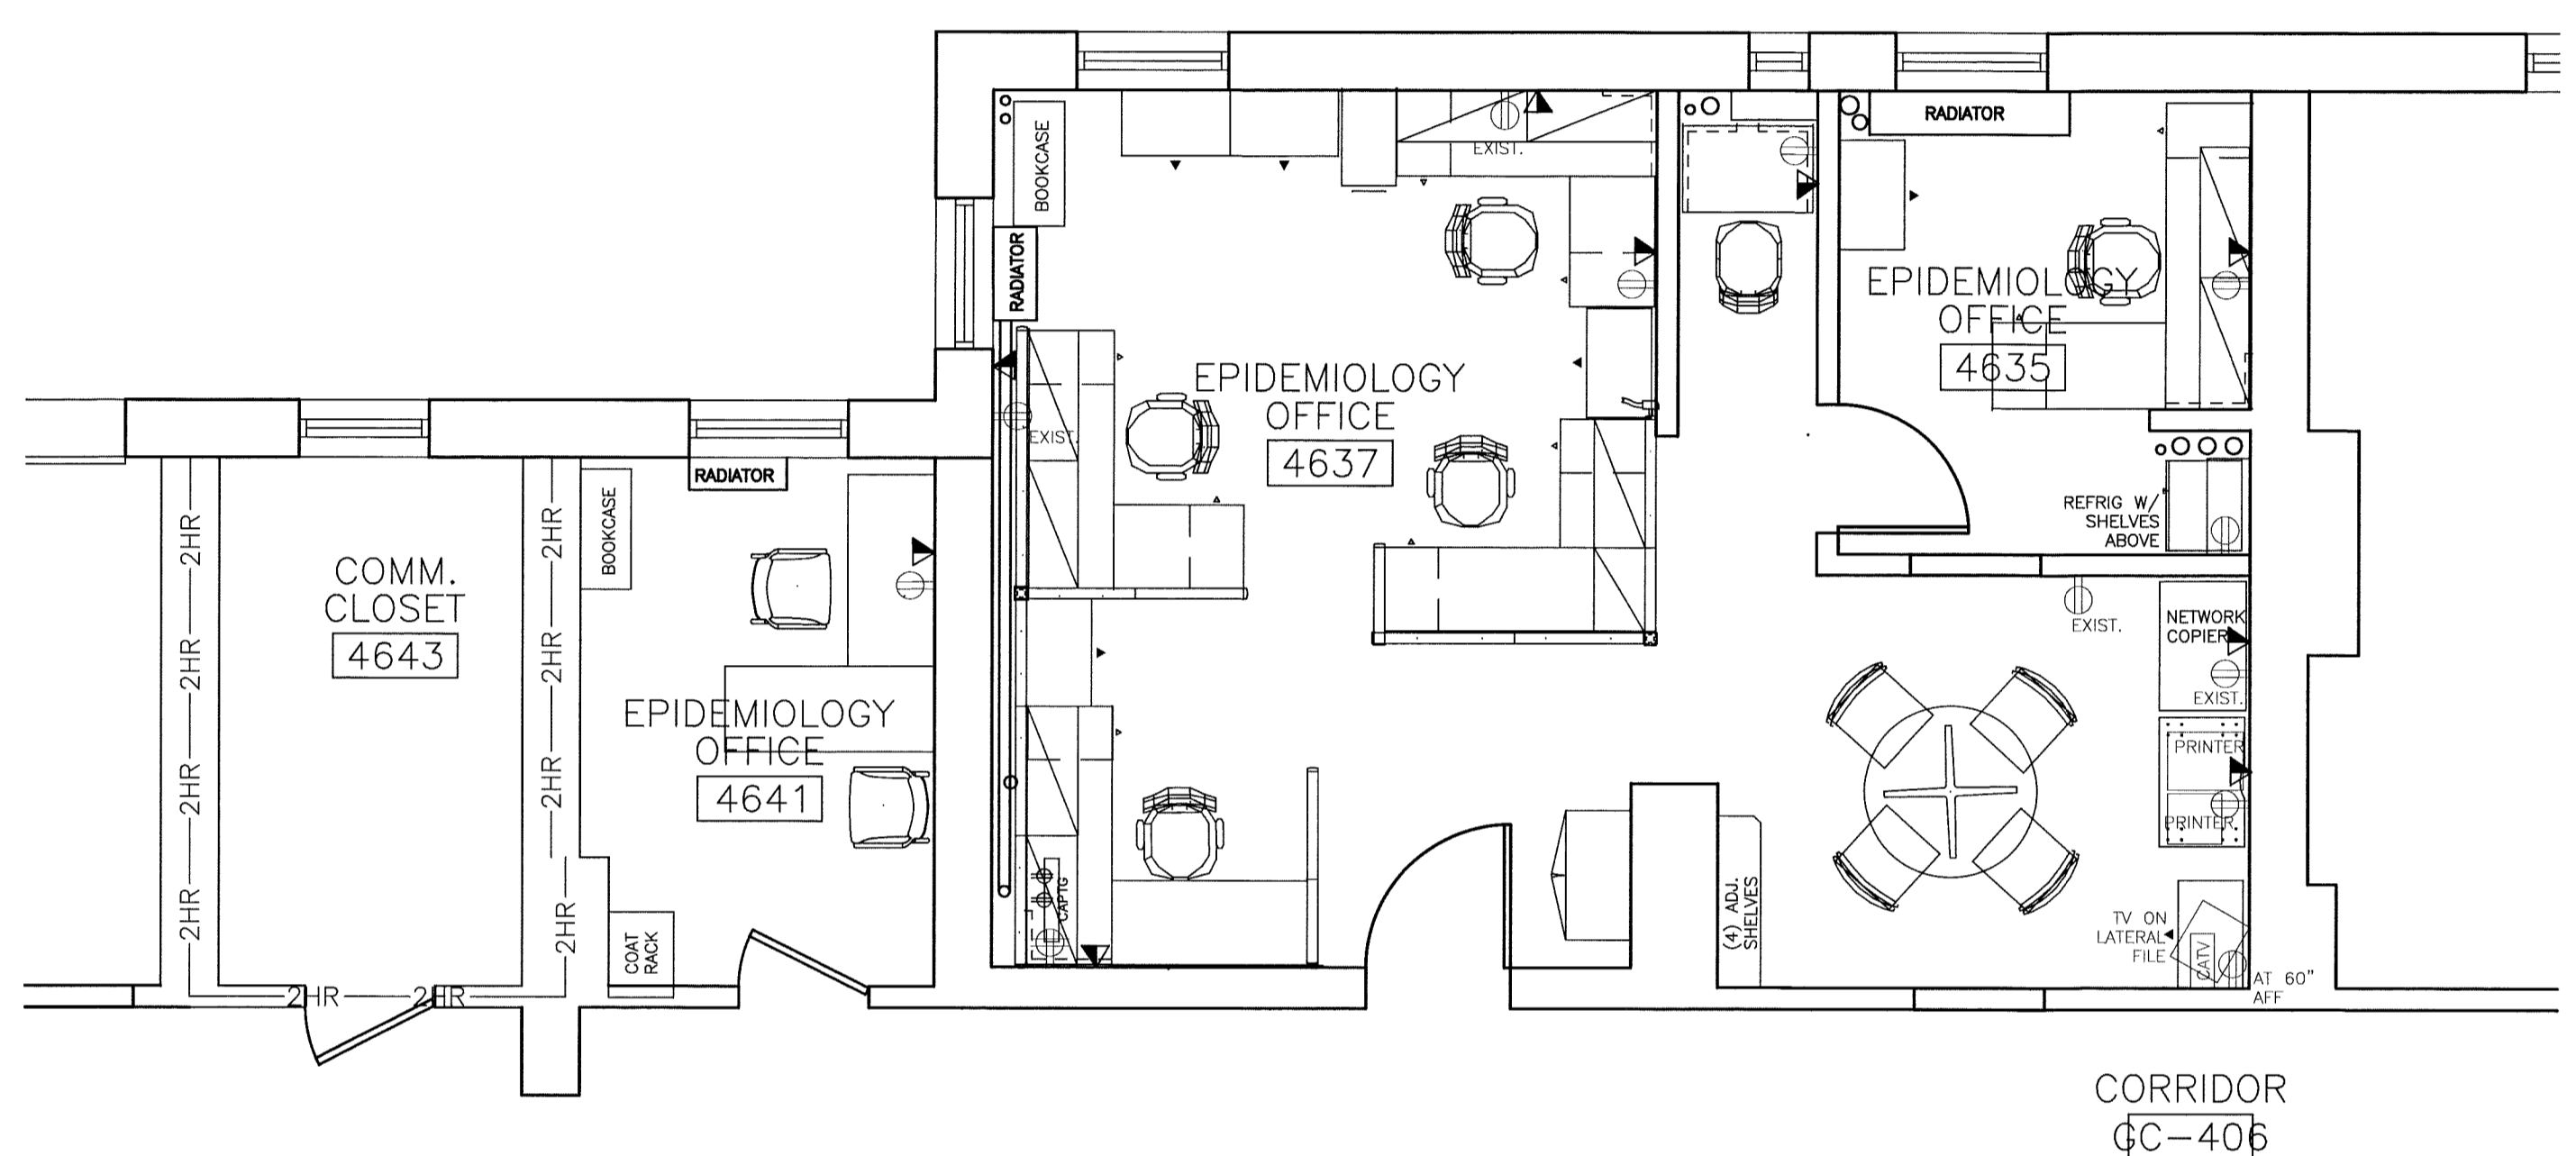 RADIATOR
BOOKCASE
EXIST.
RADIATOR
EPIDEMIOLOGY
OFFICE
4635
EPIDEMIOLOGY
OFFICE
4637
EXIST.
RADIATOR
BOOKCASE
REFRIG W/
SHELVES
ABOVE
2HR
2HR
2HR
2HR
2HR
2HR
2HR
2HR
2HR
2HR
COMM.
CLOSET
4643
EPIDEMIOLOGY
OFFICE
4641
COAT
RACK
EXIST.
NETWORK
COPIER
EXIST.
PRINTER
PRINTER
CAPTG
(4) ADJ.
SHELVES
TV ON
LATERAL
FILE
CATV
AT 60"
AFF
CORRIDOR
GC-406